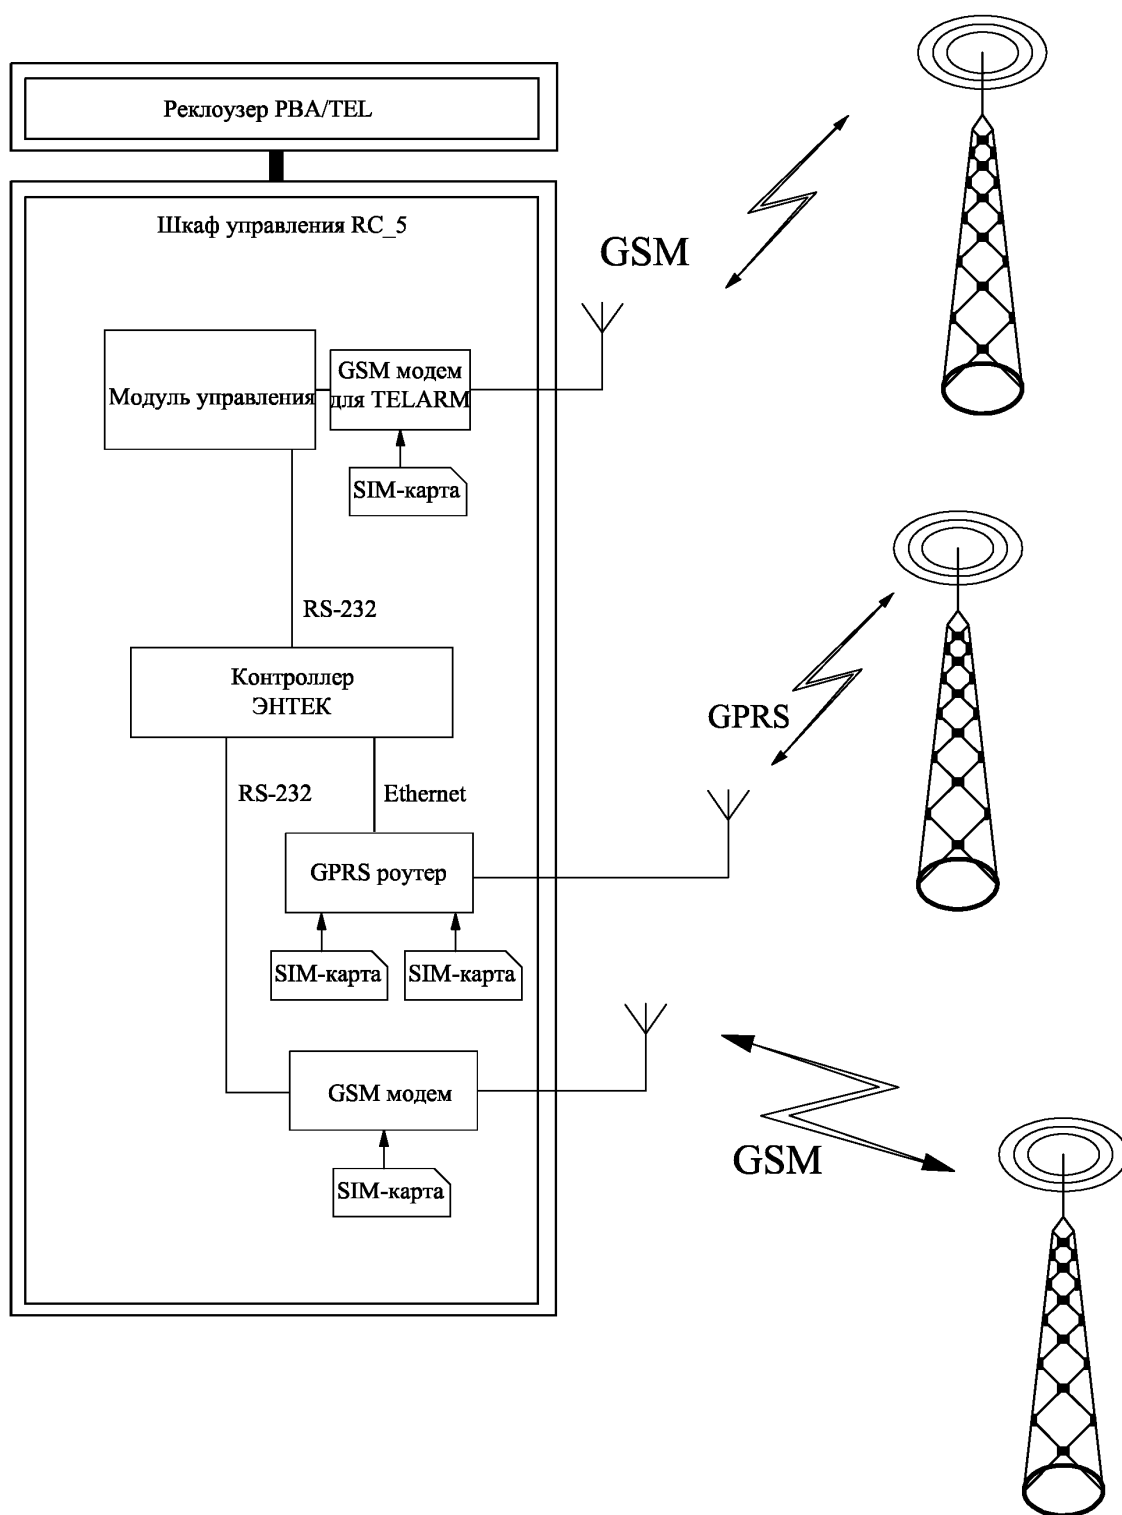 Реклоузер РВА/TEL
Шкаф управления RC_5
GSM
Модуль управления
GSM модем
для TELARM
SIM-карта
RS-232
Контроллер
ЭНТЕК
GPRS
RS-232
Ethernet
GPRS роутер
SIM-карта
SIM-карта
GSM модем
GSM
SIM-карта